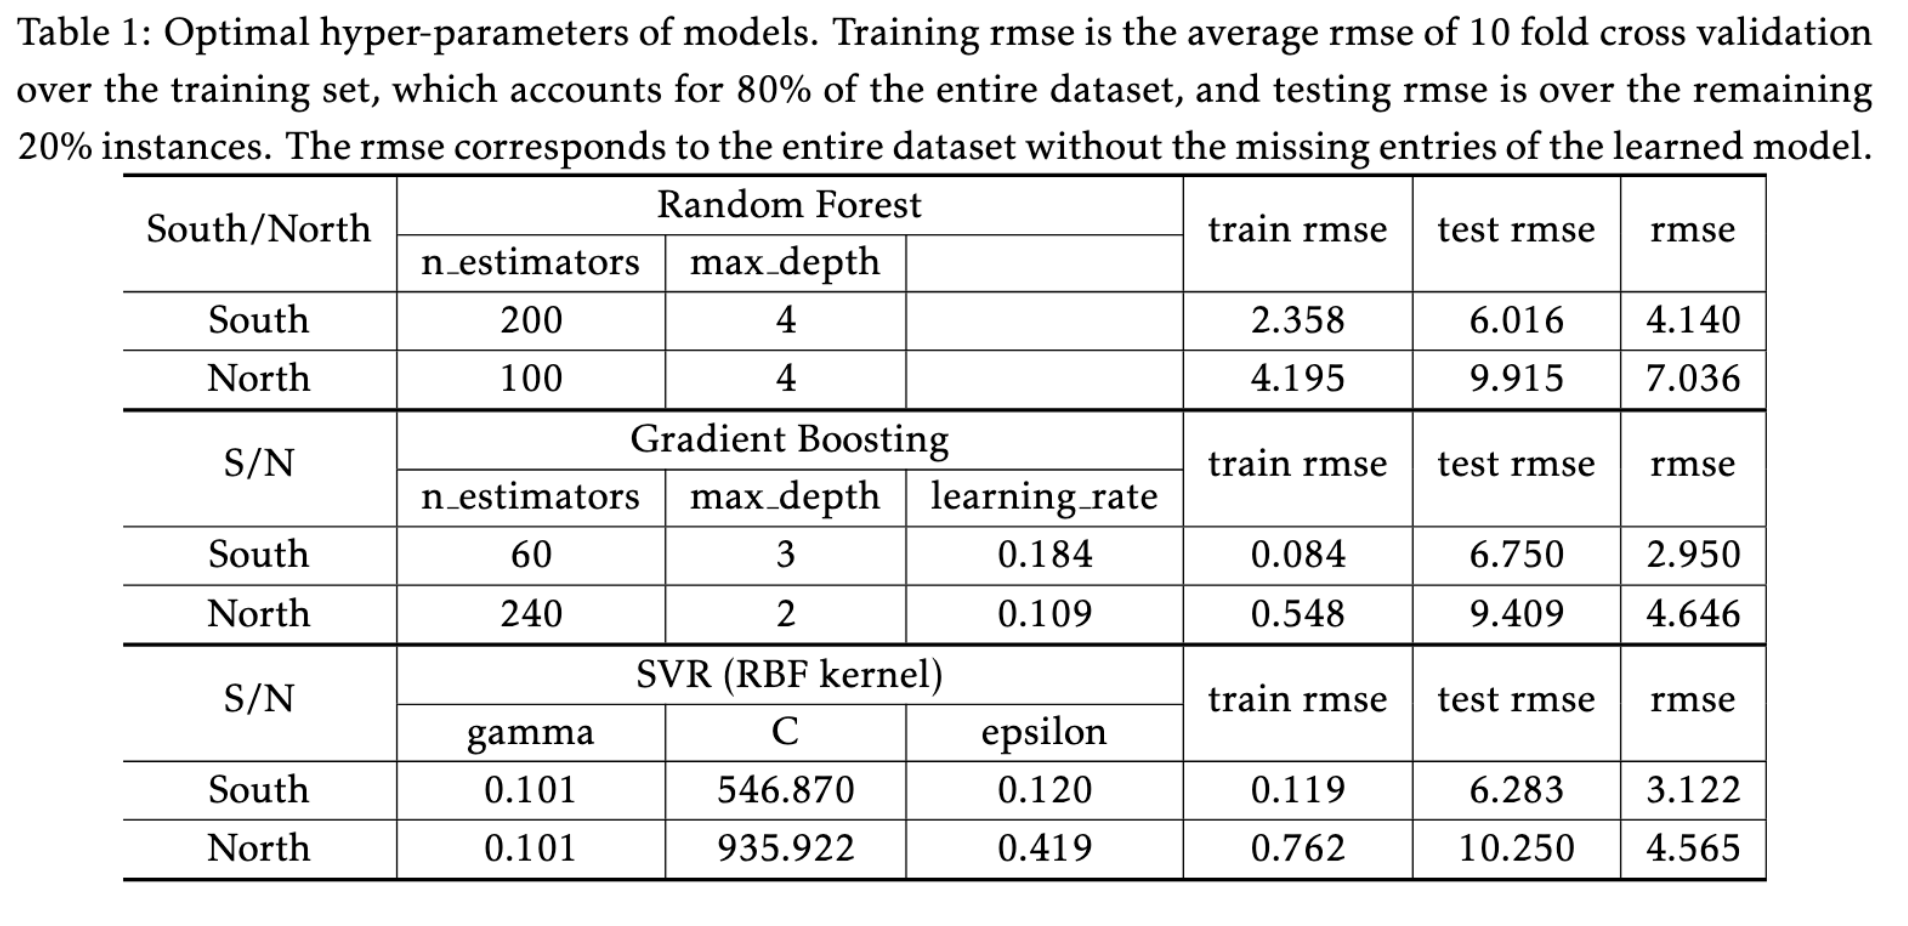 Table 1: Optimal hyper-parameters of models. Training rmse is the average rmse of 10 fold cross validation
over the training set, which accounts for 80% of the entire dataset, and testing rmse is over the remaining
20% instances. The rmse corresponds to the entire dataset without the missing entries of the learned model.
South/North Random Forest train rmse test rmse rmse
n_estimators max_depth
South 200 4 2.358 6.016 4.140
North 100 4 4.195 9.915 7.036
S/N Gradient Boosting train rmse test rmse rmse
n_estimators max_depth learning_rate
South 60 3 0.184 0.084 6.750 2.950
North 240 2 0.109 0.548 9.409 4.646
S/N SVR (RBF kernel) train rmse test rmse rmse
gamma C epsilon
South 0.101 546.870 0.120 0.119 6.283 3.122
North 0.101 935.922 0.419 0.762 10.250 4.565